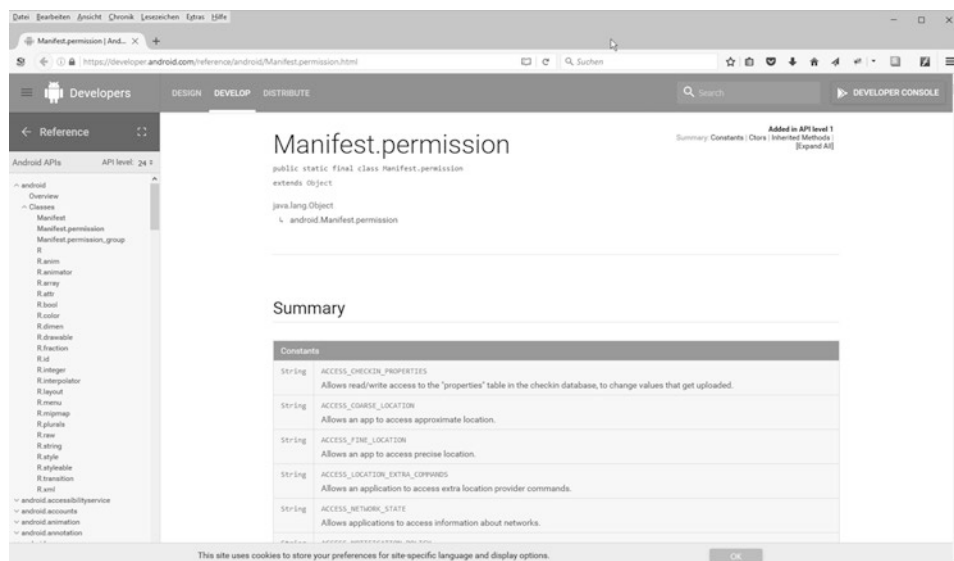 Datei Bearbeiten Ansicht Chronik Lesezeichen Extras Hilfe
Manifest.permission | And...
https://developer.android.com/reference/android/Manifest.permission.html
Suchen
Developers
DESIGN DEVELOP DISTRIBUTE
Search
DEVELOPER CONSOLE
Reference
Android APIs API level: 24
android
Overview
Classes
Manifest
Manifest.permission
Manifest.permission_group
R
R.anim
R.animator
R.array
R.attr
R.bool
R.color
R.dimen
R.drawable
R.fraction
R.id
R.integer
R.interpolator
R.layout
R.menu
R.mipmap
R.plurals
R.raw
R.string
R.style
R.styleable
R.transition
R.xml
android.accessibilityservice
android.accounts
android.animation
android.annotation
Added in API level 1
Summary: Constants | Ctors | Inherited Methods |
[Expand All]
Manifest.permission
public static final class Manifest.permission
extends Object
java.lang.Object
↳ android.Manifest.permission
Summary
Constants
String ACCESS_CHECKIN_PROPERTIES
Allows read/write access to the "properties" table in the checkin database, to change values that get uploaded.
String ACCESS_COARSE_LOCATION
Allows an app to access approximate location.
String ACCESS_FINE_LOCATION
Allows an app to access precise location.
String ACCESS_LOCATION_EXTRA_COMMANDS
Allows an application to access extra location provider commands.
String ACCESS_NETWORK_STATE
Allows applications to access information about networks.
This site uses cookies to store your preferences for site-specific language and display options.
OK